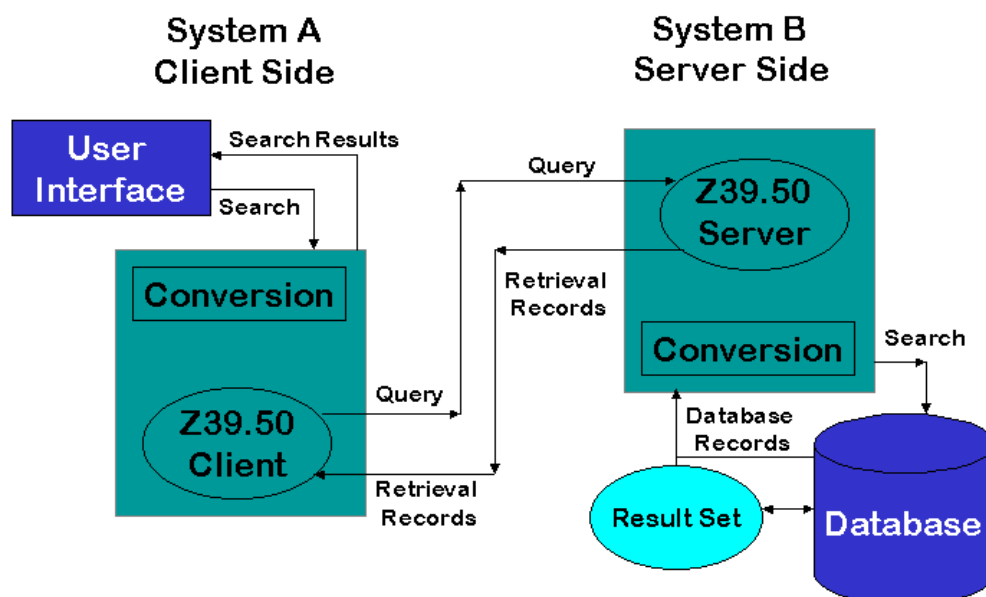 System A
Client Side
System B
Server Side
User
Interface
Search Results
Search
Conversion
Z39.50
Client
Query
Retrieval
Records
Query
Retrieval
Records
Z39.50
Server
Conversion
Search
Database
Records
Result Set
Database